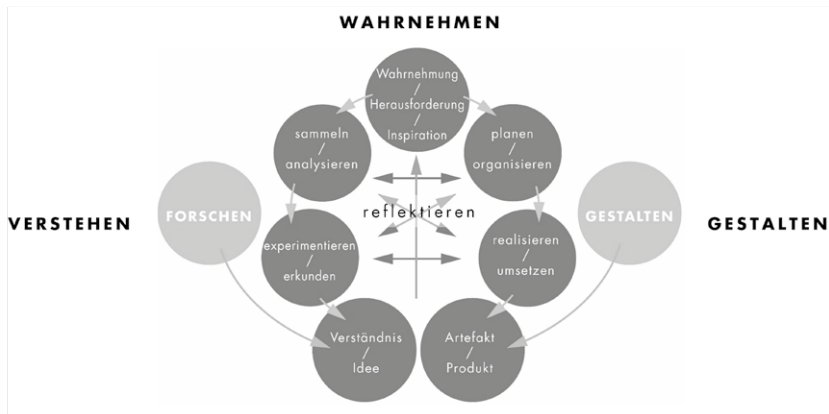 WAHRNEHMEN
Wahrnehmung
/
Herausforderung
/
Inspiration
sammeln
/
analysieren
planen
/
organisieren
FORSCHEN
VERSTEHEN
reflektieren
GESTALTEN
GESTALTEN
experimentieren
/
erkunden
realisieren
/
umsetzen
Verständnis
/
Idee
Artefakt
/
Produkt